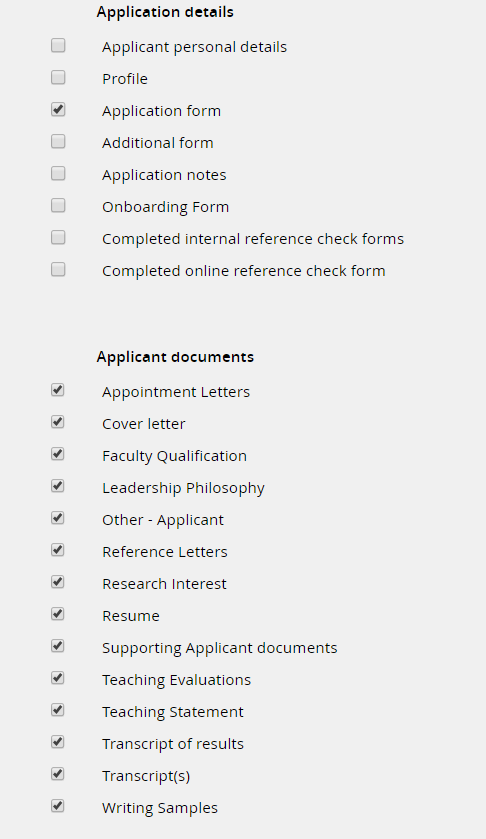 Application details
Applicant personal details
Profile
Application form
Additional form
Application notes
Onboarding Form
Completed internal reference check forms
Completed online reference check form
Applicant documents
Appointment Letters
Cover letter
Faculty Qualification
Leadership Philosophy
Other - Applicant
Reference Letters
Research Interest
Resume
Supporting Applicant documents
Teaching Evaluations
Teaching Statement
Transcript of results
Transcript(s)
Writing Samples